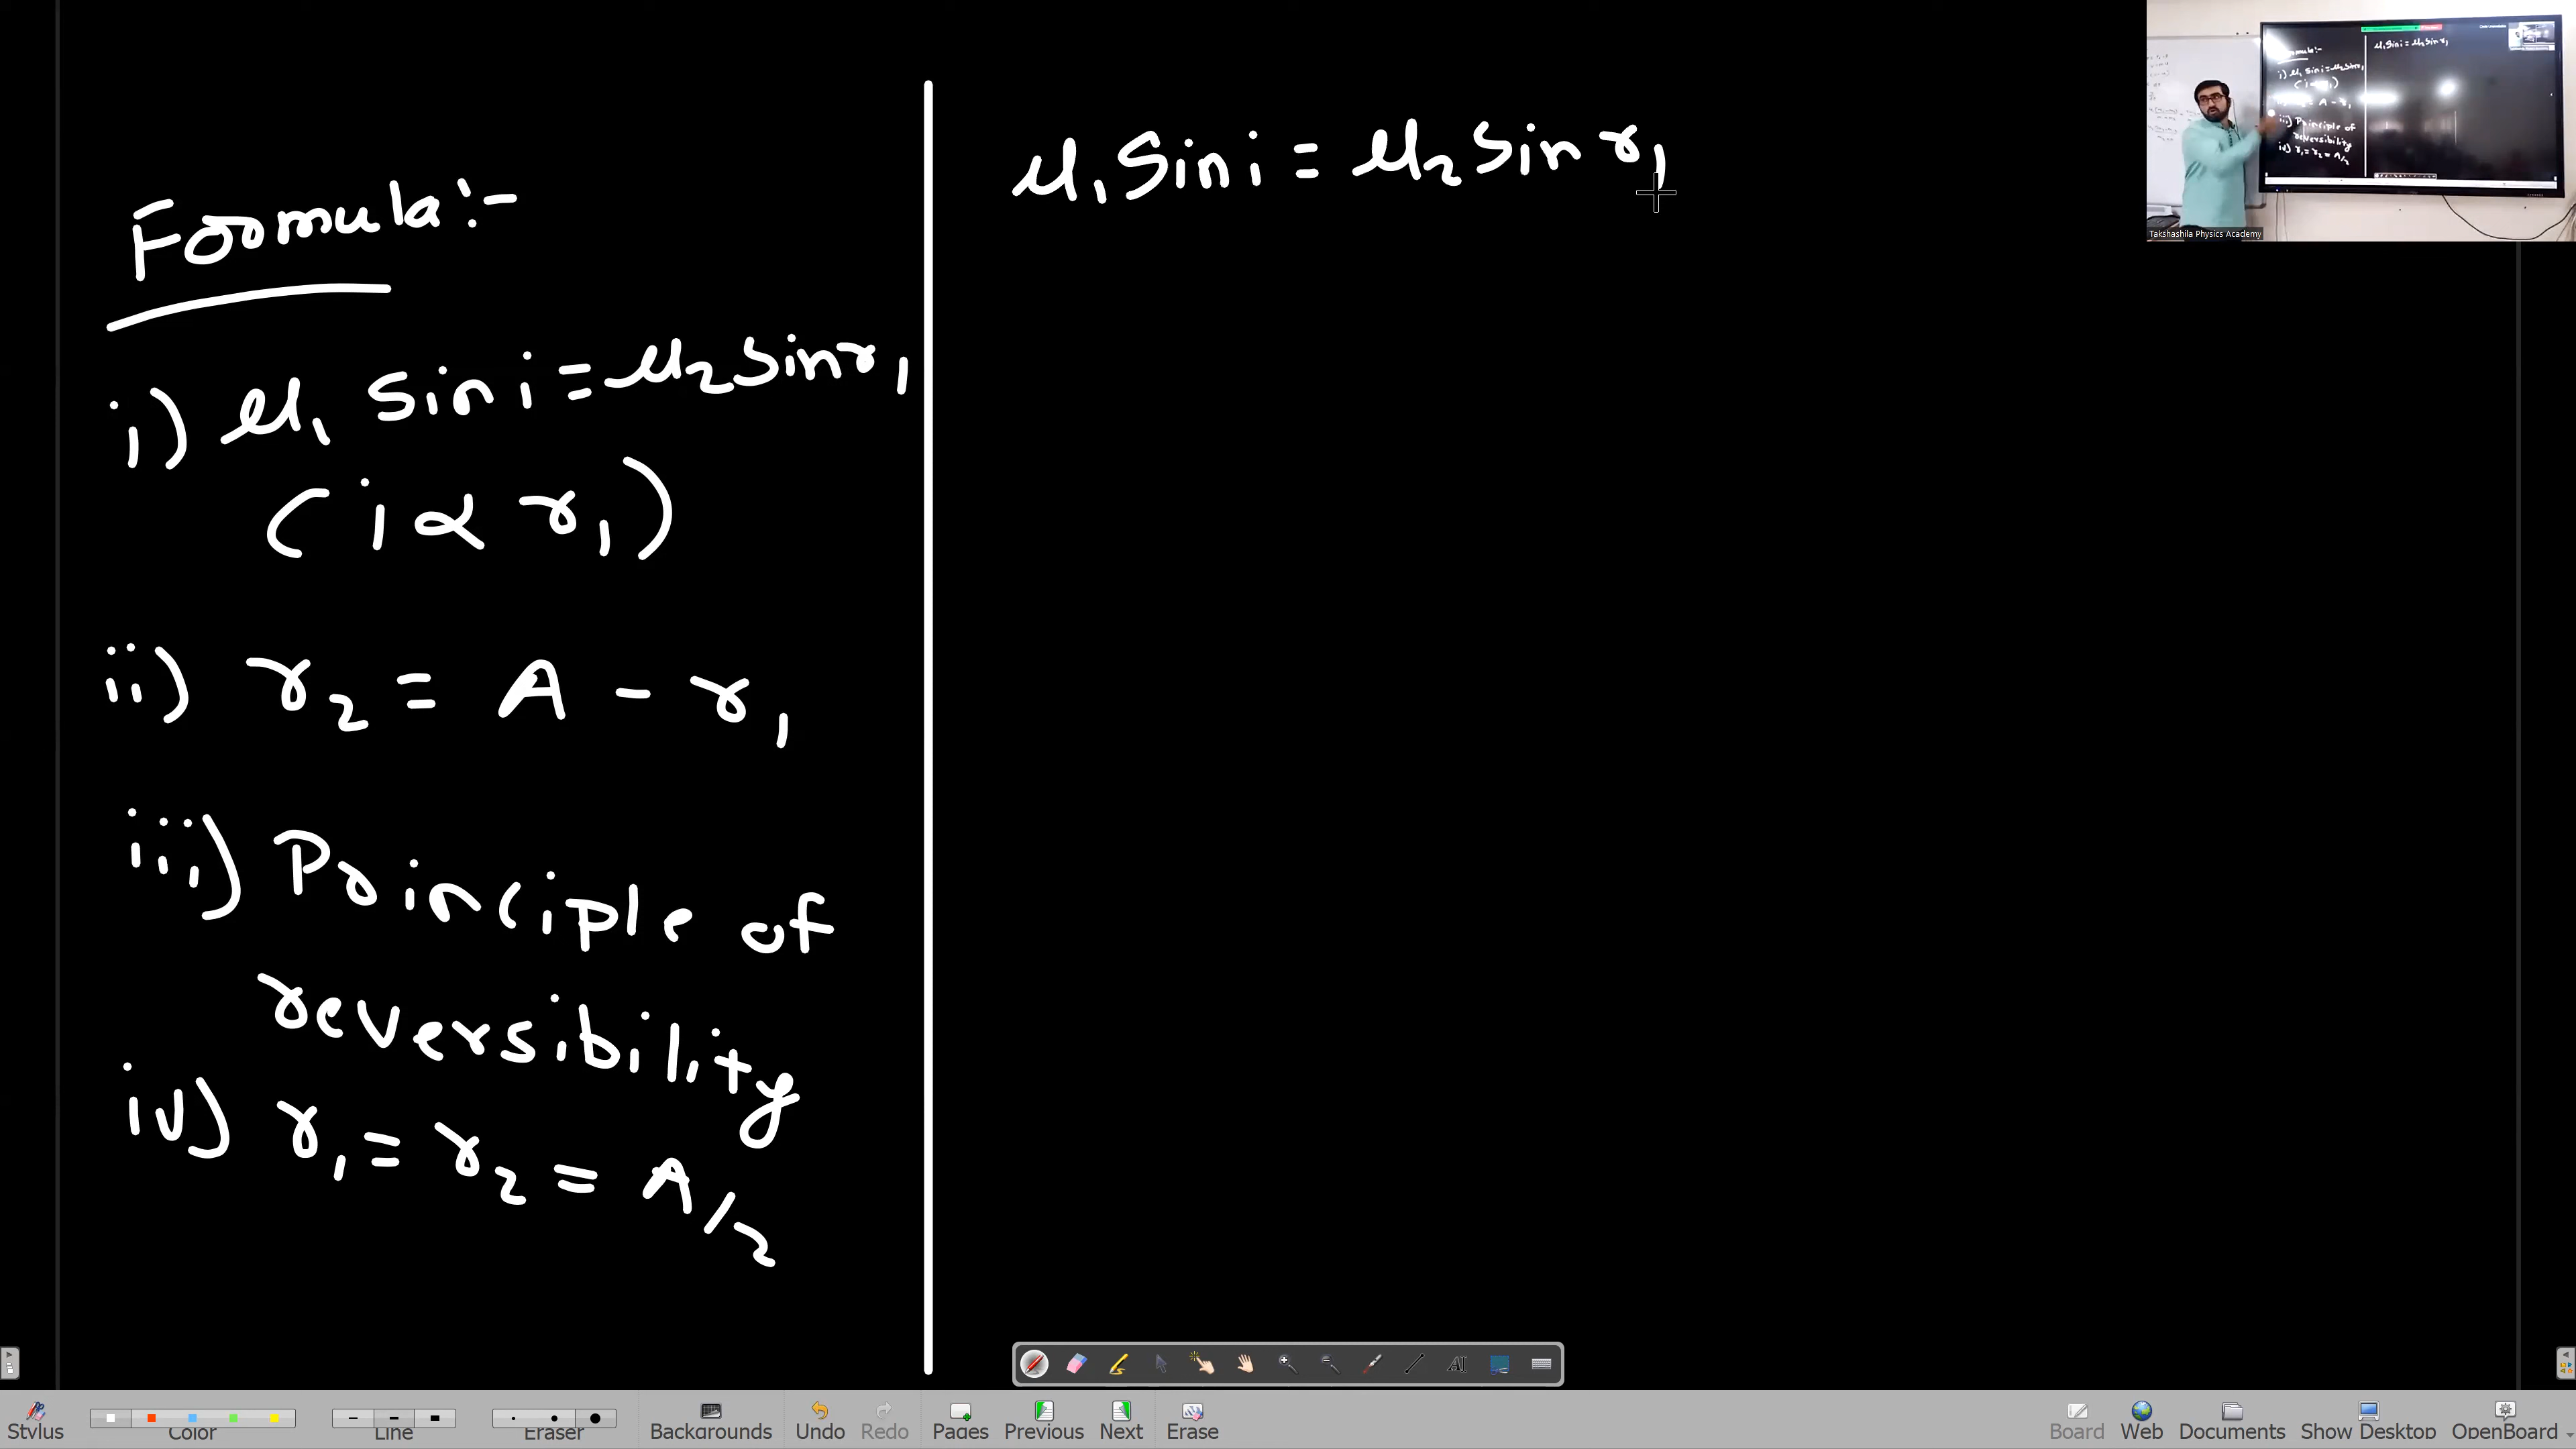 Formula:-
i) μ₁ sin i = μ₂ sin r₁
( i ∝ r₁ )
ii) r₂ = A - r₁
iii) Principle of
reversibility
iv) r₁ = r₂ = A/2
μ₁ sin i = μ₂ sin r₁
Takshashila Physics Academy
Stylus
Color
Line
Eraser
Backgrounds
Undo
Redo
Pages
Previous
Next
Erase
Board
Web
Documents
Show Desktop
OpenBoard